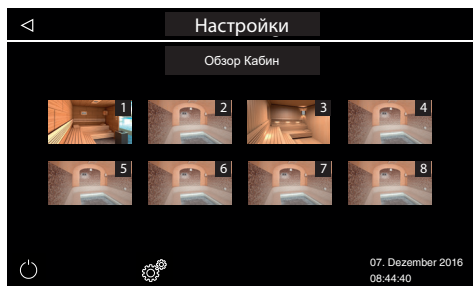 Настройки
Обзор Кабин
1 2 3 4
5 6 7 8
07. Dezember 2016
08:44:40